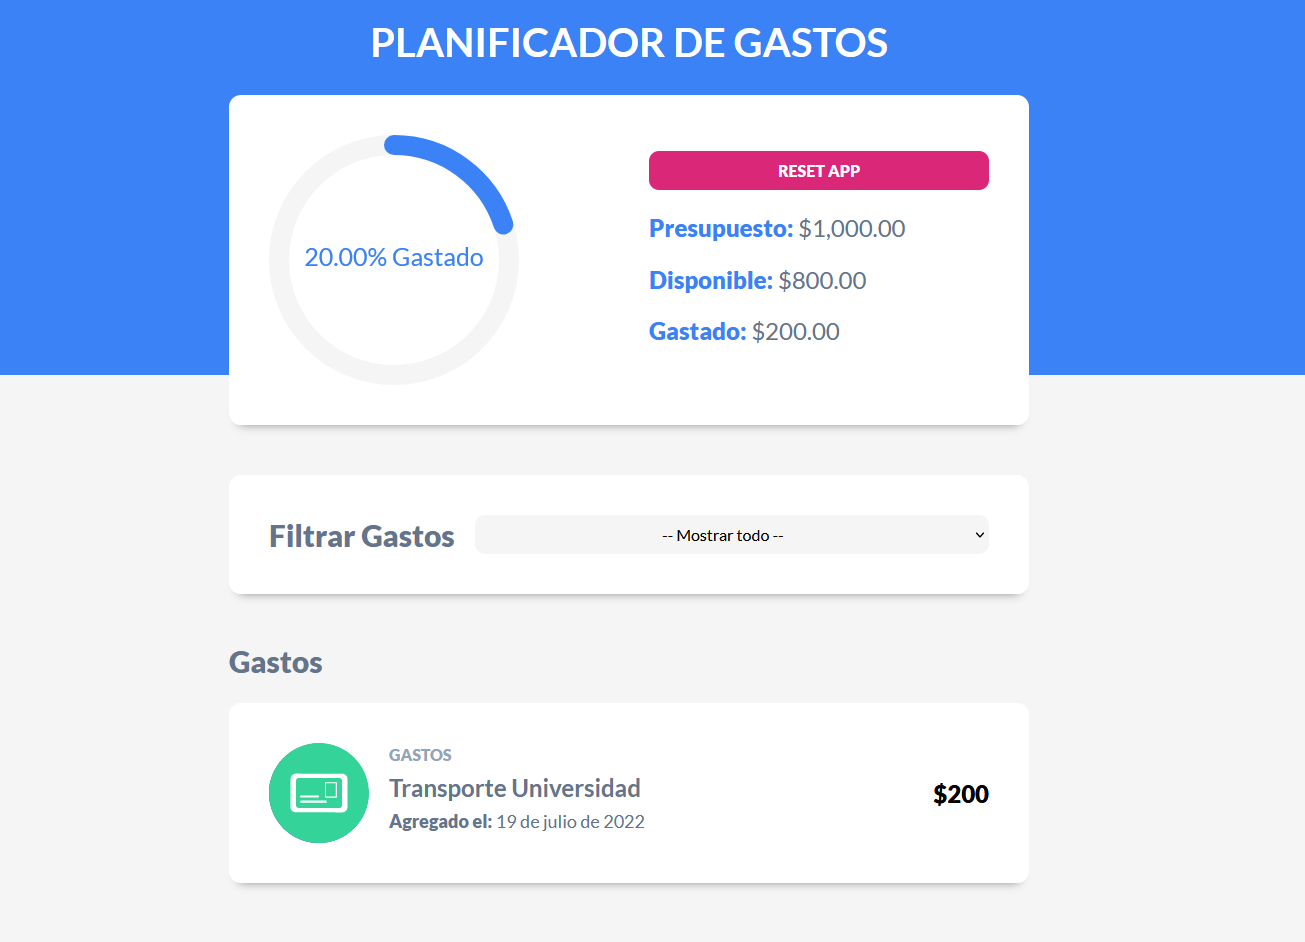 PLANIFICADOR DE GASTOS
20.00% Gastado
RESET APP
Presupuesto: $1,000.00
Disponible: $800.00
Gastado: $200.00
Filtrar Gastos
-- Mostrar todo --
Gastos
GASTOS
Transporte Universidad
Agregado el: 19 de julio de 2022
$200